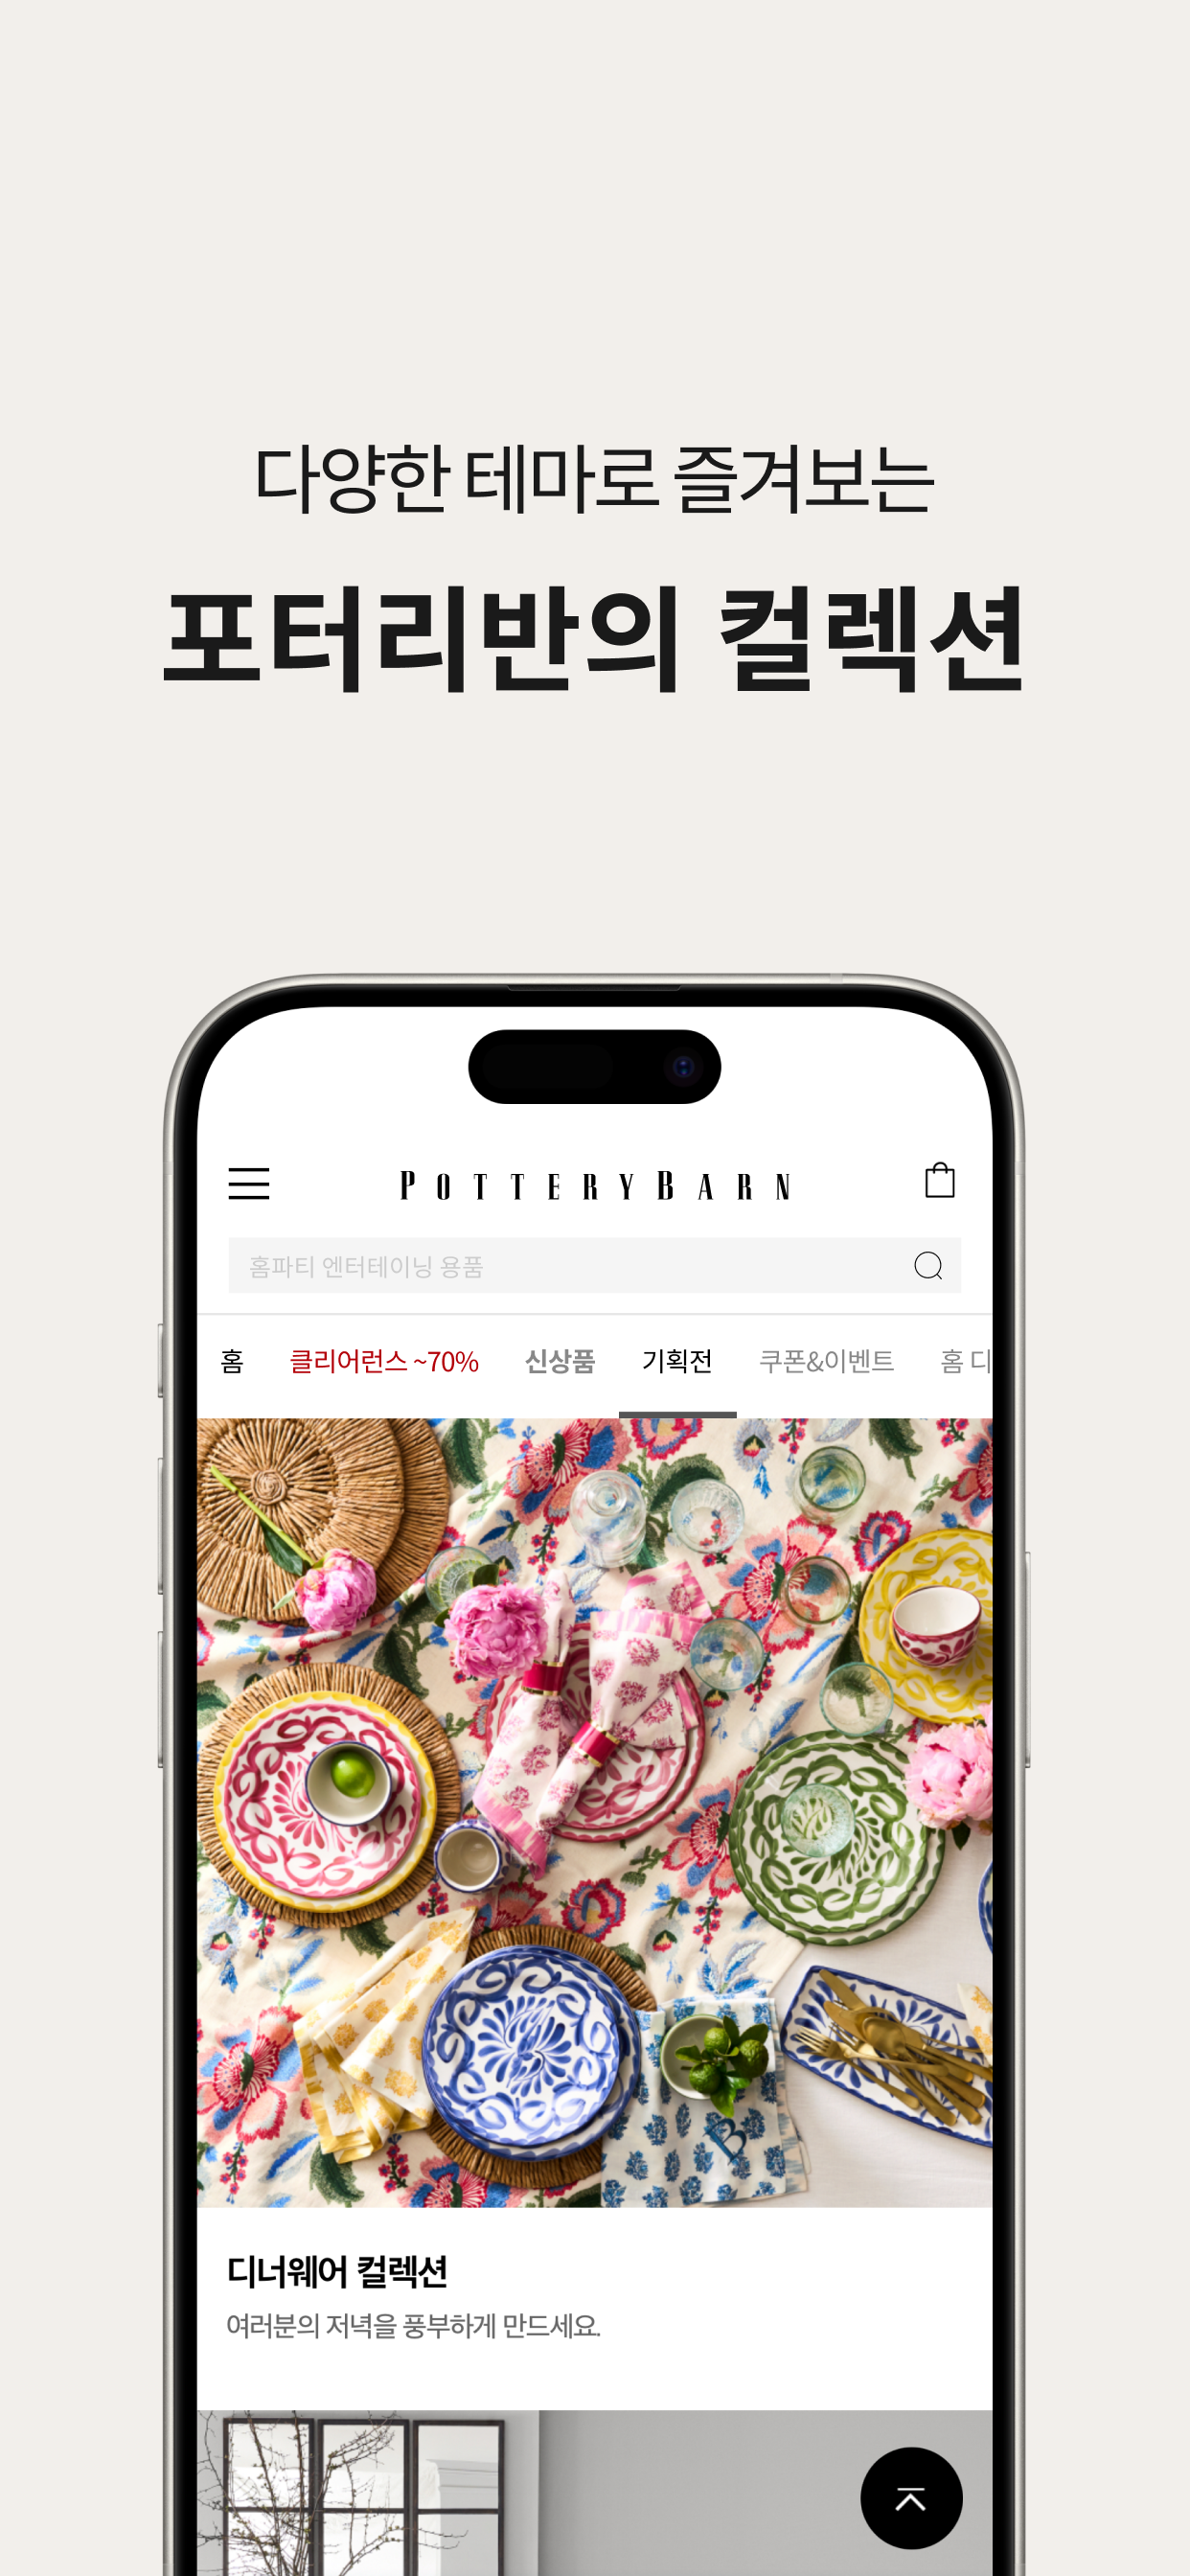 다양한 테마로 즐겨보는
포터리반의 컬렉션
POTTERY BARN
홈파티 엔터테이닝 용품
홈 클리어런스 ~70% 신상품 기획전 쿠폰&이벤트 홈 디
B
디너웨어 컬렉션
여러분의 저녁을 풍부하게 만드세요.